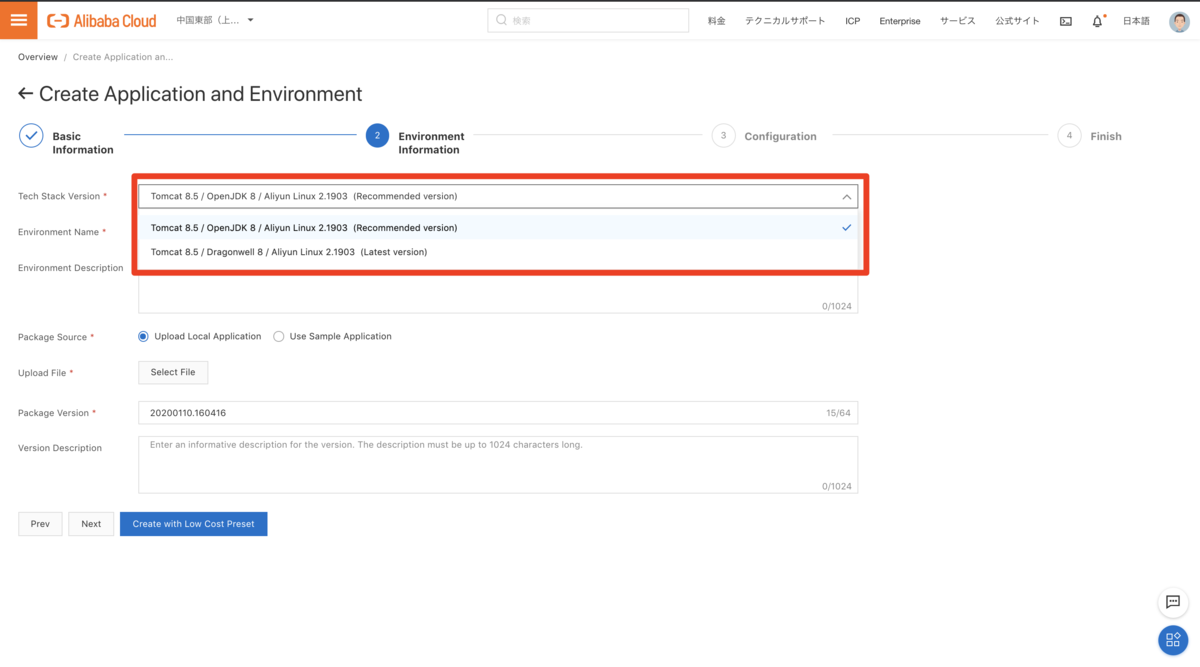 Alibaba Cloud
中国東部（上...
検索
料金
テクニカルサポート
ICP
Enterprise
サービス
公式サイト
日本語
Overview / Create Application an...
Create Application and Environment
Basic Information
2
Environment Information
3
Configuration
4
Finish
Tech Stack Version *
Tomcat 8.5 / OpenJDK 8 / Aliyun Linux 2.1903 (Recommended version)
Tomcat 8.5 / OpenJDK 8 / Aliyun Linux 2.1903 (Recommended version)
Tomcat 8.5 / Dragonwell 8 / Aliyun Linux 2.1903 (Latest version)
Environment Name *
Environment Description
0/1024
Package Source *
Upload Local Application
Use Sample Application
Upload File *
Select File
Package Version *
20200110.160416
15/64
Version Description
Enter an informative description for the version. The description must be up to 1024 characters long.
0/1024
Prev
Next
Create with Low Cost Preset